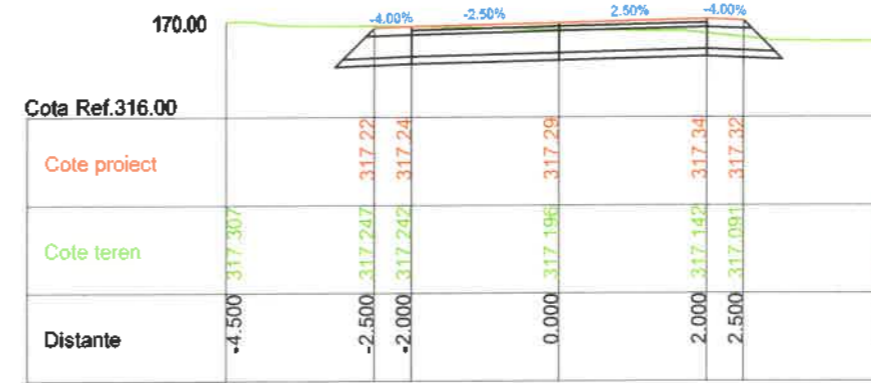 170.00
-4.00% -2.50% 2.50% -4.00%
Cota Ref.316.00
Cote proiect 317.22 317.24 317.29 317.34 317.32
Cote teren 317.307 317.247 317.242 317.196 317.142 317.091
Distante -4.500 -2.500 -2.000 0.000 2.000 2.500